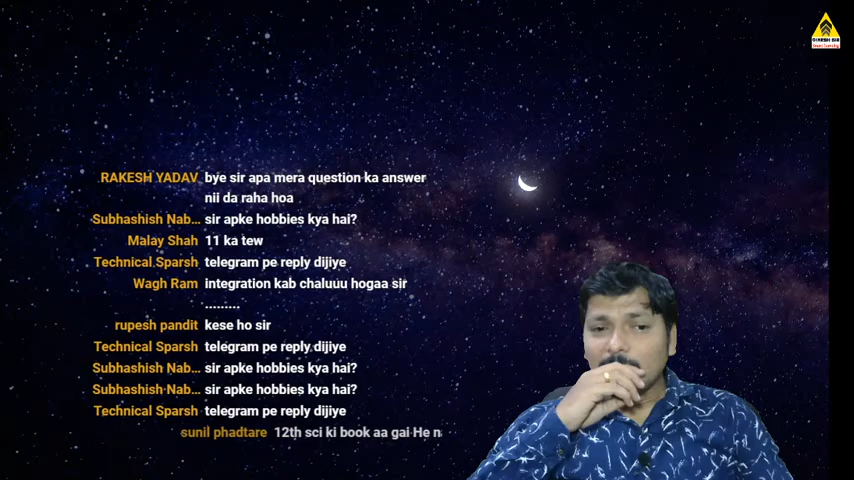 DINESH SIR
RAKESH YADAV bye sir apa mera question ka answer
nii da raha hoa
Subhashish Nab... sir apke hobbies kya hai?
Malay Shah 11 ka tew
Technical Sparsh telegram pe reply dijiye
Wagh Ram integration kab chaluuu hogaa sir
.........
rupesh pandit kese ho sir
Technical Sparsh telegram pe reply dijiye
Subhashish Nab... sir apke hobbies kya hai?
Subhashish Nab... sir apke hobbies kya hai?
Technical Sparsh telegram pe reply dijiye
sunil phadtare 12th sci ki book aa gai He n